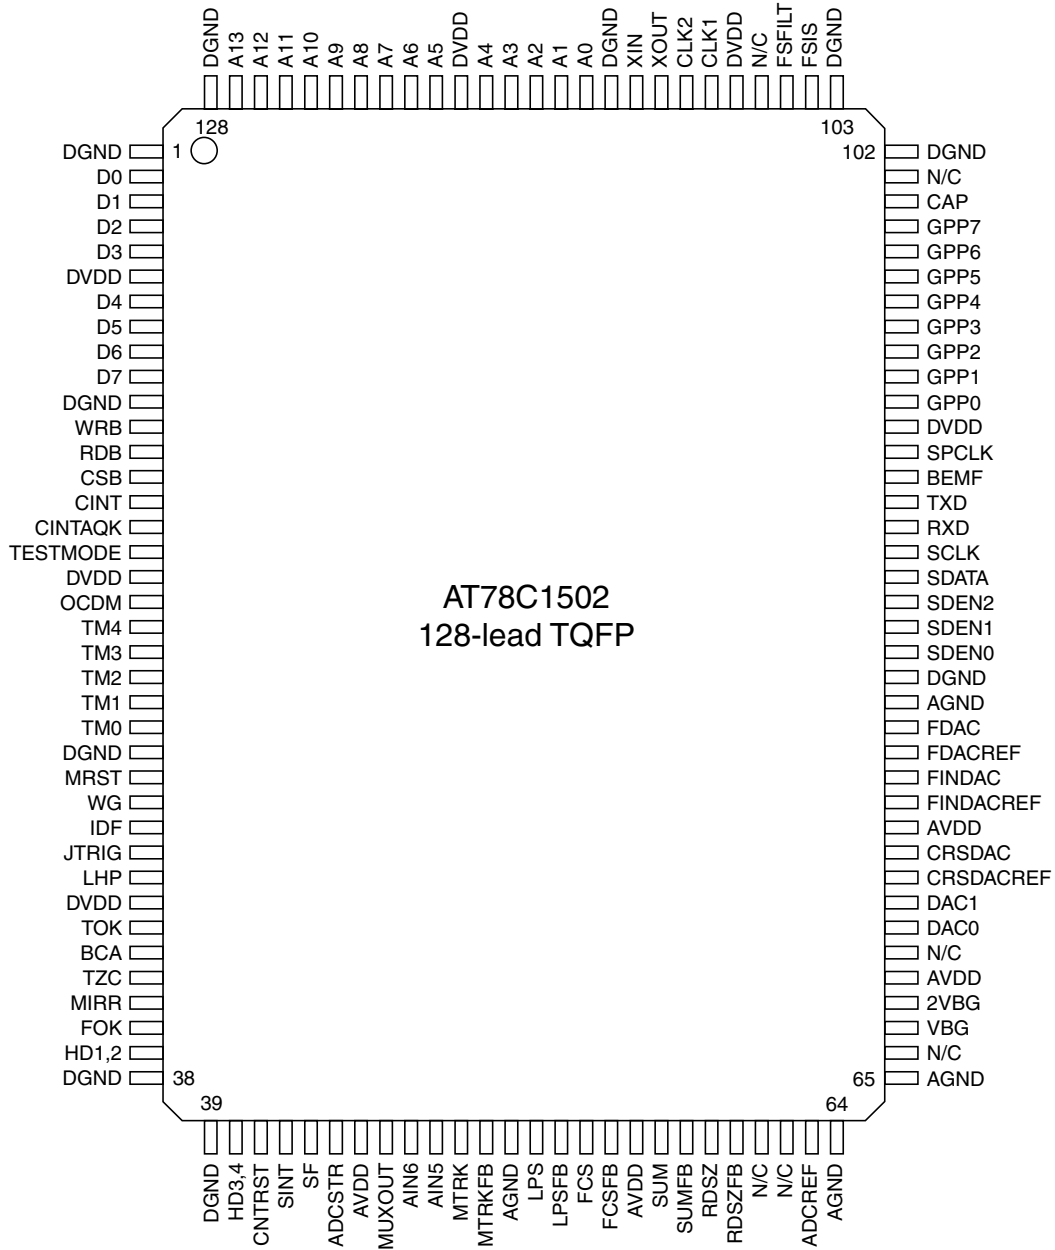 DGND
A13
A12
A11
A10
A9
A8
A7
A6
A5
DVDD
A4
A3
A2
A1
A0
DGND
XIN
XOUT
CLK2
CLK1
DVDD
N/C
FSFILT
FSIS
DGND
128
103
DGND
1
102
DGND
D0
N/C
D1
CAP
D2
GPP7
D3
GPP6
DVDD
GPP5
D4
GPP4
D5
GPP3
D6
GPP2
D7
GPP1
DGND
GPP0
WRB
DVDD
RDB
SPCLK
CSB
BEMF
CINT
TXD
CINTAQK
RXD
TESTMODE
SCLK
DVDD
SDATA
AT78C1502
OCDM
SDEN2
TM4
SDEN1
128-lead TQFP
TM3
SDEN0
TM2
DGND
TM1
AGND
TM0
FDAC
DGND
FDACREF
MRST
FINDAC
WG
FINDACREF
IDF
AVDD
JTRIG
CRSDAC
LHP
CRSDACREF
DVDD
DAC1
TOK
DAC0
BCA
N/C
TZC
AVDD
MIRR
2VBG
FOK
VBG
HD1,2
N/C
DGND
38
65
AGND
39
64
DGND
HD3,4
CNTRST
SINT
SF
ADCSTR
AVDD
MUXOUT
AIN6
AIN5
MTRK
MTRKFB
AGND
LPS
LPSFB
FCS
FCSFB
AVDD
SUM
SUMFB
RDSZ
RDSZFB
N/C
N/C
ADCREF
AGND